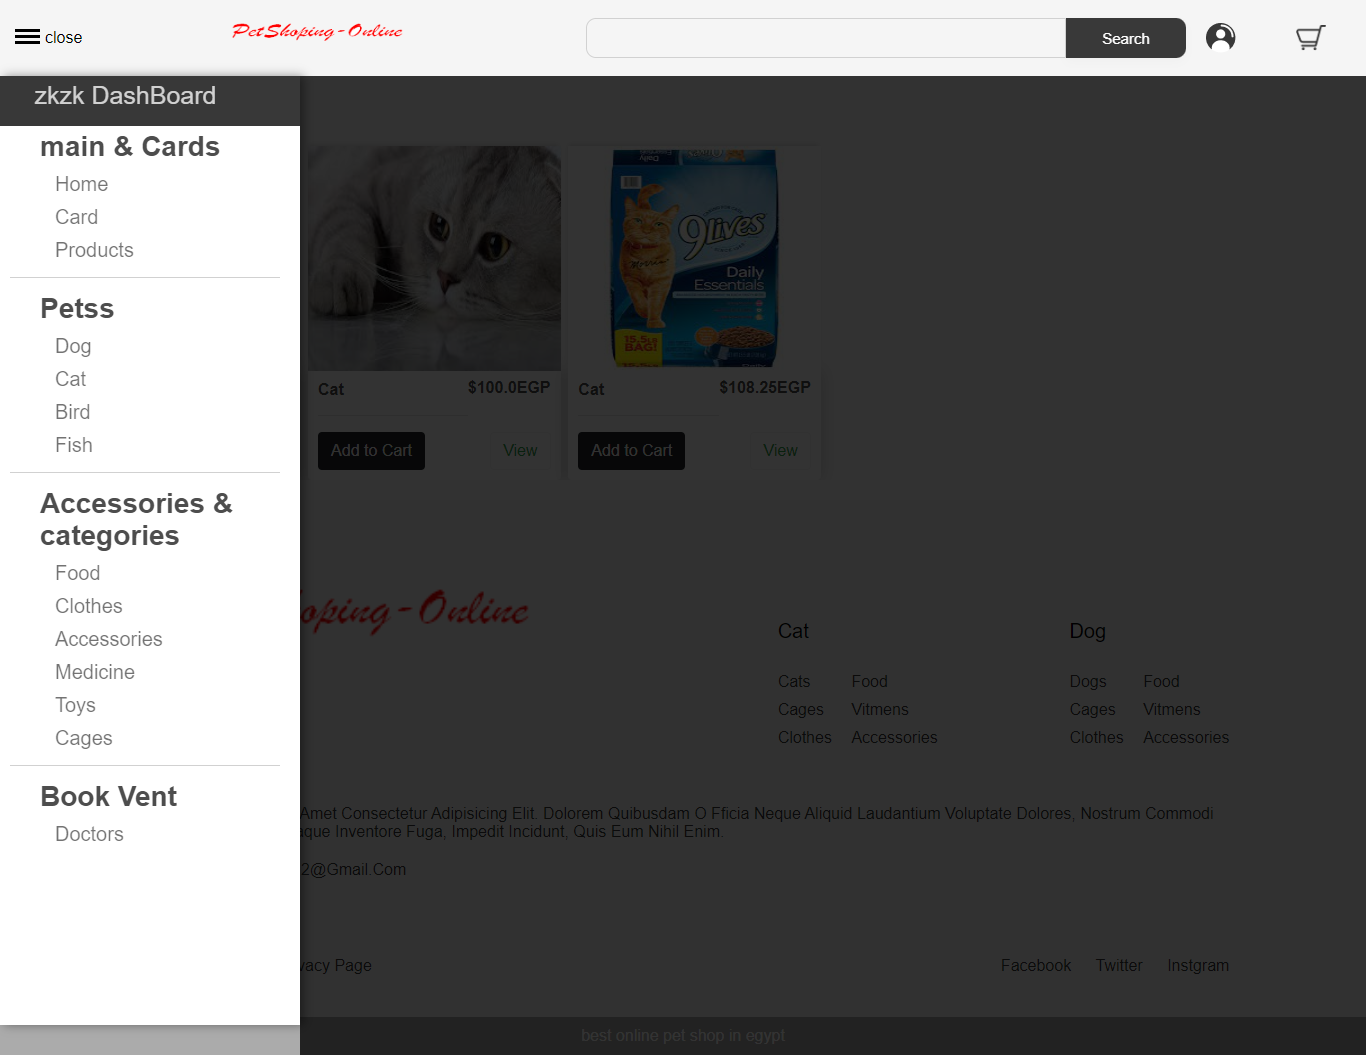 close
PetShoping-Online
Search
zkzk DashBoard
main & Cards
Home
Card
Products
Petss
Dog
Cat
Bird
Fish
Accessories &
categories
Food
Clothes
Accessories
Medicine
Toys
Cages
Book Vent
Doctors
9Lives
Daily
Essentials
15.5LB
BAG!
Cat $100.0EGP
Add to Cart View
Cat $108.25EGP
Add to Cart View
oping-Online
Cat
Cats Food
Cages Vitmens
Clothes Accessories
Dog
Dogs Food
Cages Vitmens
Clothes Accessories
Amet Consectetur Adipisicing Elit. Dolorem Quibusdam O Fficia Neque Aliquid Laudantium Voluptate Dolores, Nostrum Commodi
que Inventore Fuga, Impedit Incidunt, Quis Eum Nihil Enim.
2@Gmail.Com
vacy Page
Facebook Twitter Instgram
best online pet shop in egypt